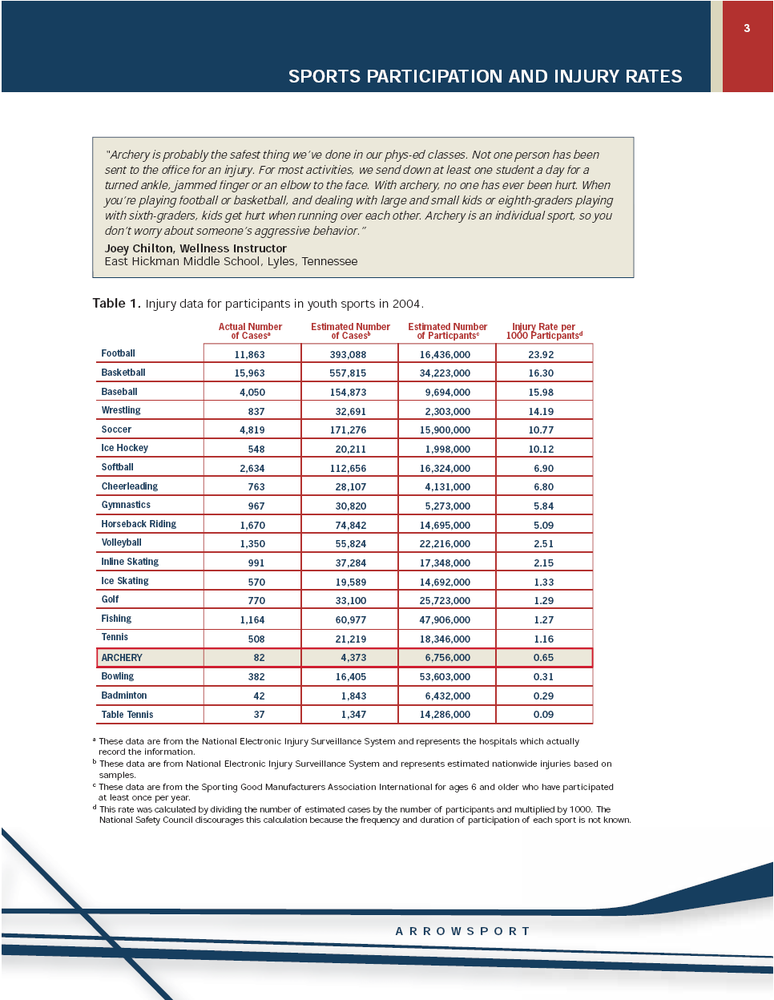 3
SPORTS PARTICIPATION AND INJURY RATES
"Archery is probably the safest thing we've done in our phys-ed classes. Not one person has been
sent to the office for an injury. For most activities, we send down at least one student a day for a
turned ankle, jammed finger or an elbow to the face. With archery, no one has ever been hurt. When
you're playing football or basketball, and dealing with large and small kids or eighth-graders playing
with sixth-graders, kids get hurt when running over each other. Archery is an individual sport, so you
don't worry about someone's aggressive behavior."
Joey Chilton, Wellness Instructor
East Hickman Middle School, Lyles, Tennessee
Table 1. Injury data for participants in youth sports in 2004.
Actual Number Estimated Number Estimated Number Injury Rate per
of Casesa of Casesb of Particpantsc 1000 Particpantsd
Football 11,863 393,088 16,436,000 23.92
Basketball 15,963 557,815 34,223,000 16.30
Baseball 4,050 154,873 9,694,000 15.98
Wrestling 837 32,691 2,303,000 14.19
Soccer 4,819 171,276 15,900,000 10.77
Ice Hockey 548 20,211 1,998,000 10.12
Softball 2,634 112,656 16,324,000 6.90
Cheerleading 763 28,107 4,131,000 6.80
Gymnastics 967 30,820 5,273,000 5.84
Horseback Riding 1,670 74,842 14,695,000 5.09
Volleyball 1,350 55,824 22,216,000 2.51
Inline Skating 991 37,284 17,348,000 2.15
Ice Skating 570 19,589 14,692,000 1.33
Golf 770 33,100 25,723,000 1.29
Fishing 1,164 60,977 47,906,000 1.27
Tennis 508 21,219 18,346,000 1.16
ARCHERY 82 4,373 6,756,000 0.65
Bowling 382 16,405 53,603,000 0.31
Badminton 42 1,843 6,432,000 0.29
Table Tennis 37 1,347 14,286,000 0.09
a These data are from the National Electronic Injury Surveillance System and represents the hospitals which actually
record the information.
b These data are from National Electronic Injury Surveillance System and represents estimated nationwide injuries based on
samples.
c These data are from the Sporting Good Manufacturers Association International for ages 6 and older who have participated
at least once per year.
d This rate was calculated by dividing the number of estimated cases by the number of participants and multiplied by 1000. The
National Safety Council discourages this calculation because the frequency and duration of participation of each sport is not known.
ARROWSPORT